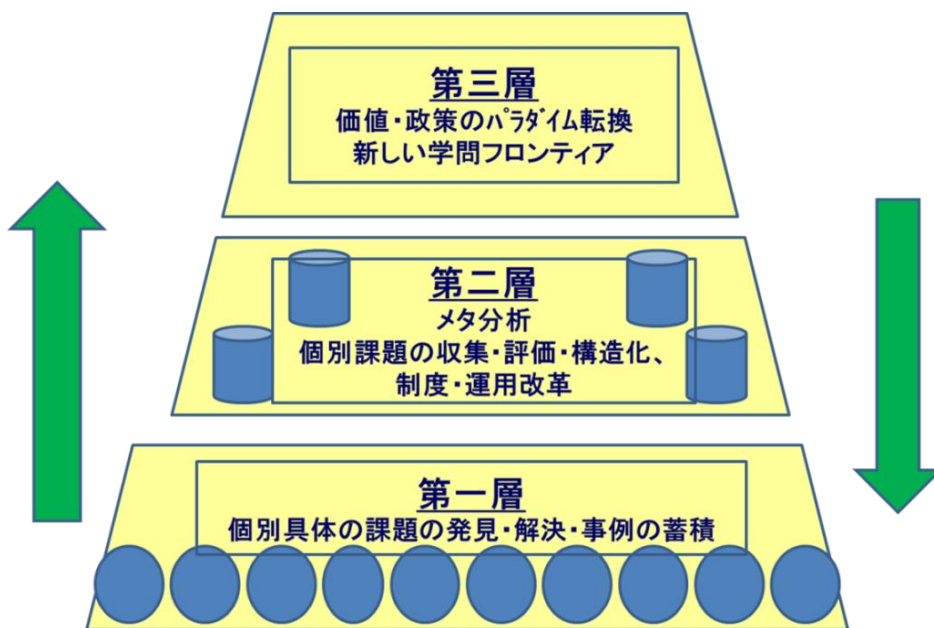 第三層
価値・政策のﾊﾟﾗﾀﾞｲﾑ転換
新しい学問フロンティア
第二層
メタ分析
個別課題の収集・評価・構造化、
制度・運用改革
第一層
個別具体の課題の発見・解決・事例の蓄積